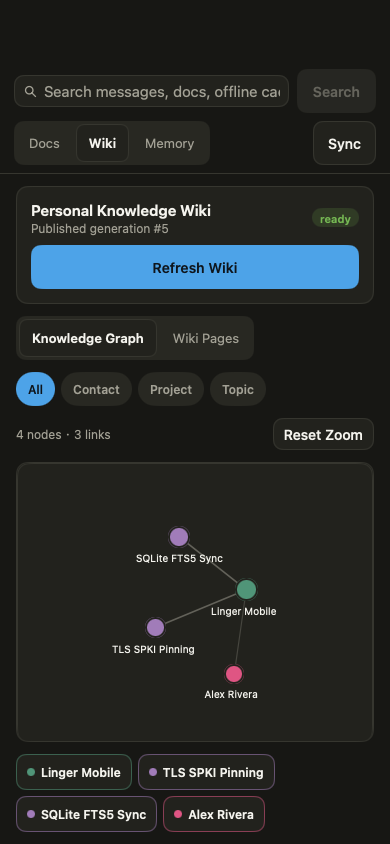 Search messages, docs, offline cac
Search
Docs
Wiki
Memory
Sync
Personal Knowledge Wiki
Published generation #5
ready
Refresh Wiki
Knowledge Graph
Wiki Pages
All
Contact
Project
Topic
4 nodes · 3 links
Reset Zoom
SQLite FTS5 Sync
Linger Mobile
TLS SPKI Pinning
Alex Rivera
Linger Mobile
TLS SPKI Pinning
SQLite FTS5 Sync
Alex Rivera